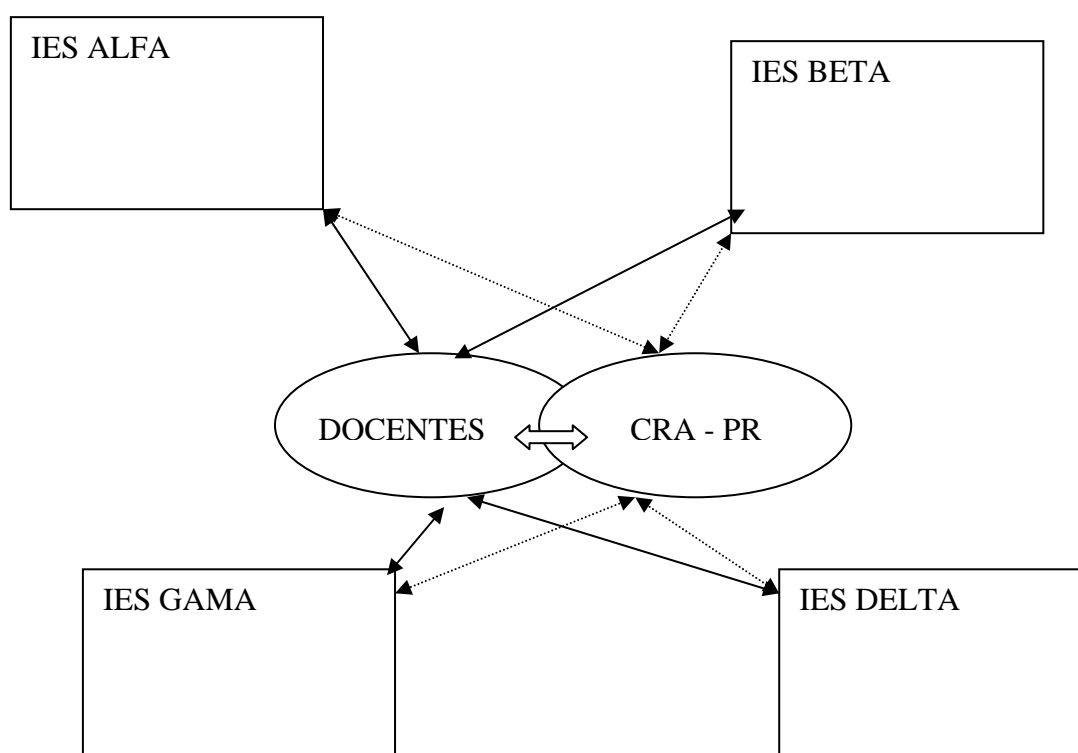 IES ALFA
IES BETA
DOCENTES
CRA - PR
IES GAMA
IES DELTA